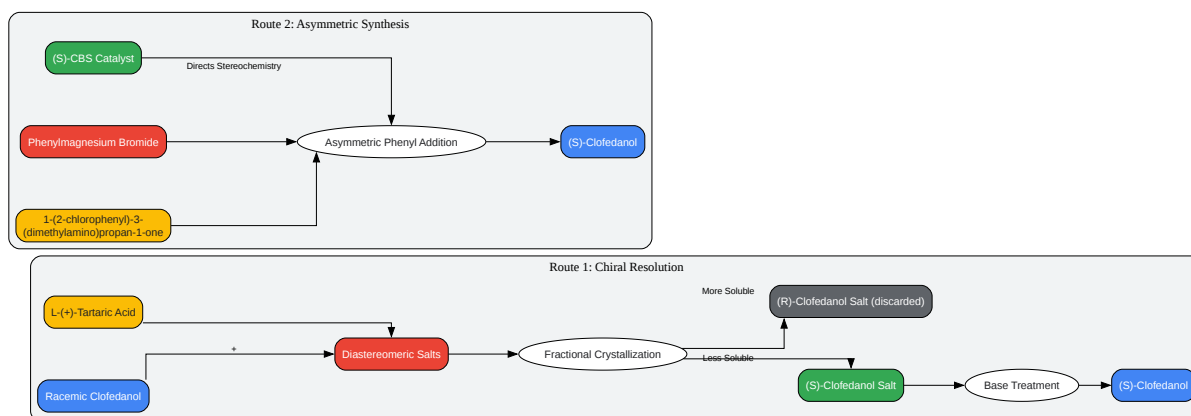 Route 2: Asymmetric Synthesis
(S)-CBS Catalyst
Directs Stereochemistry
Phenylmagnesium Bromide
Asymmetric Phenyl Addition
(S)-Clofedanol
1-(2-chlorophenyl)-3-
(dimethylamino)propan-1-one
Route 1: Chiral Resolution
L-(+)-Tartaric Acid
More Soluble
(R)-Clofedanol Salt (discarded)
+
Diastereomeric Salts
Fractional Crystallization
Less Soluble
Racemic Clofedanol
(S)-Clofedanol Salt
Base Treatment
(S)-Clofedanol